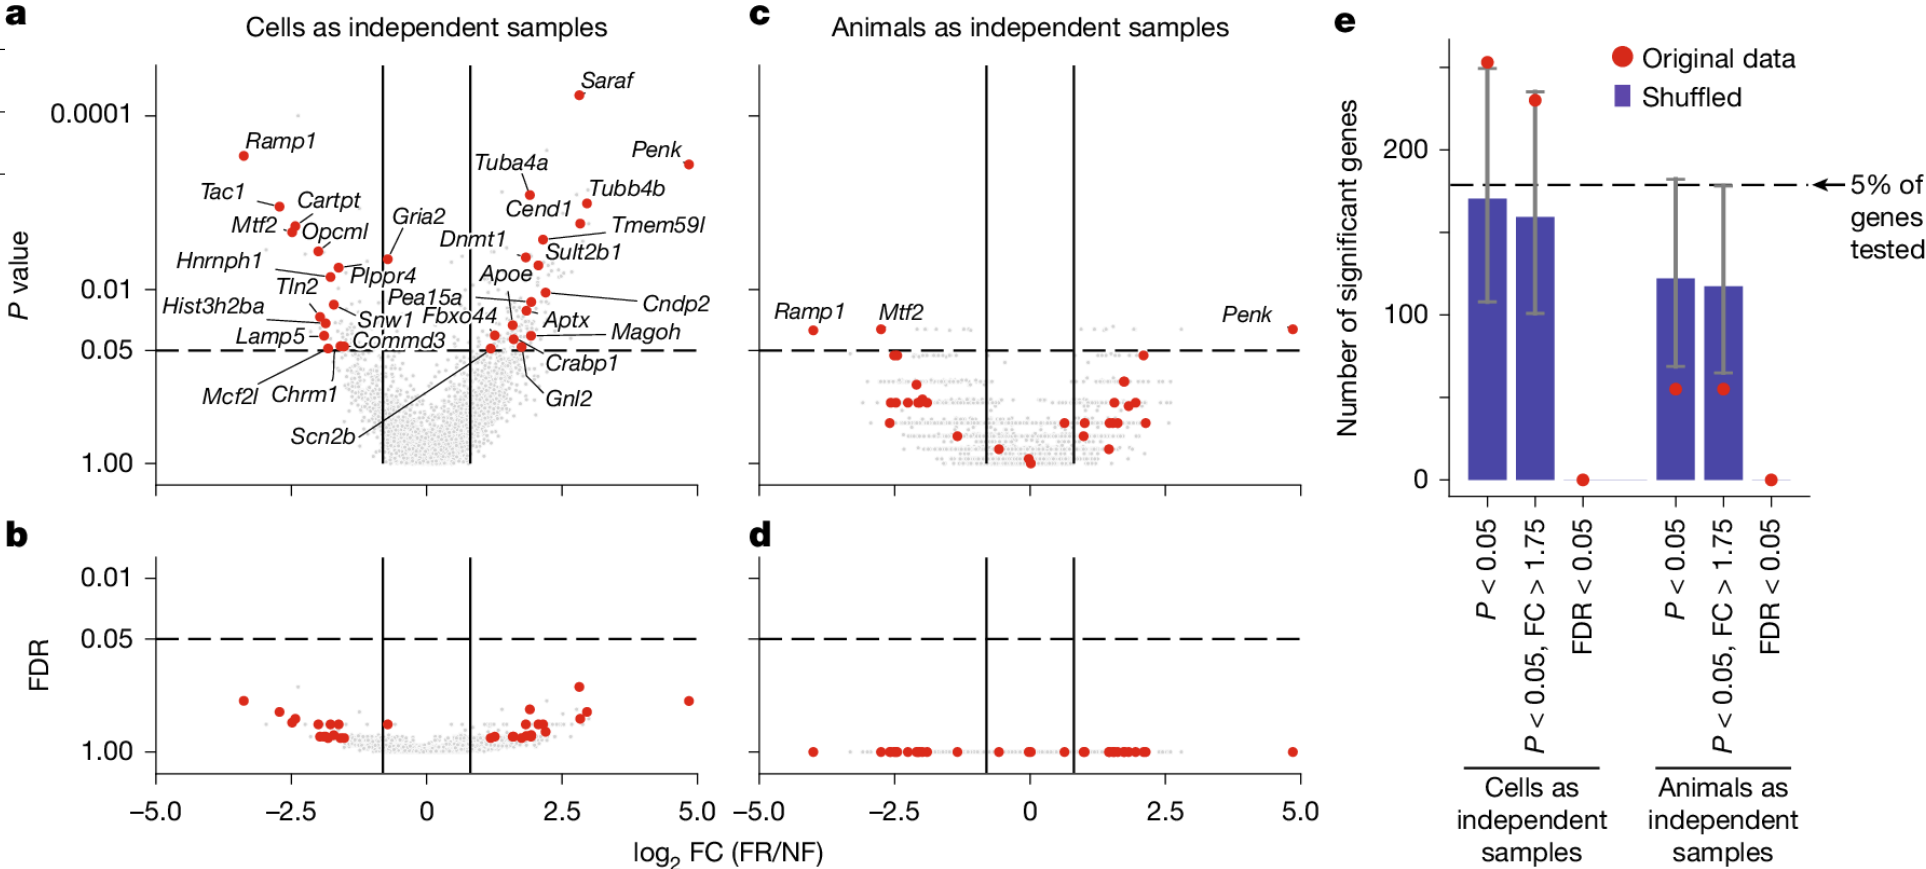 a
Cells as independent samples
P value
0.0001
0.01
0.05
1.00
Saraf
Ramp1
Penk
Tuba4a
Tac1
Cartpt
Tubb4b
Cend1
Mtf2
Opcml
Gria2
Tmem59l
Dnmt1
Sult2b1
Hnrnph1
Plppr4
Apoe
Tln2
Pea15a
Cndp2
Hist3h2ba
Snw1
Fbxo44
Aptx
Lamp5
Commd3
Magoh
Crabp1
Mcf2l
Chrm1
Gnl2
Scn2b
b
FDR
0.01
0.05
1.00
–5.0
–2.5
0
2.5
5.0
c
Animals as independent samples
Ramp1
Mtf2
Penk
d
–5.0
–2.5
0
2.5
5.0
log2 FC (FR/NF)
e
Number of significant genes
200
100
0
Original data
Shuffled
5% of
genes
tested
P < 0.05
P < 0.05, FC > 1.75
FDR < 0.05
P < 0.05
P < 0.05, FC > 1.75
FDR < 0.05
Cells as
independent
samples
Animals as
independent
samples